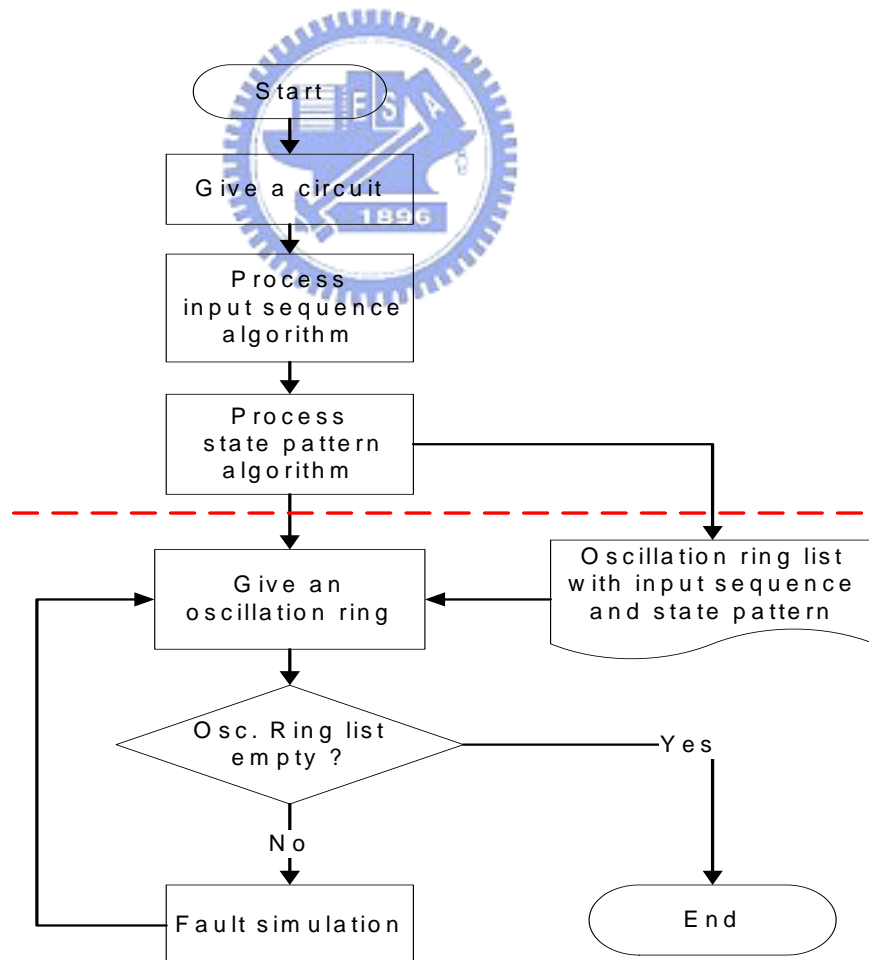 Start
E S A
Give a circuit
1896
Process
input sequence
algorithm
Process
state pattern
algorithm
Give an
oscillation ring
Oscillation ring list
with input sequence
and state pattern
Osc. Ring list
empty ?
Yes
No
Fault simulation
End